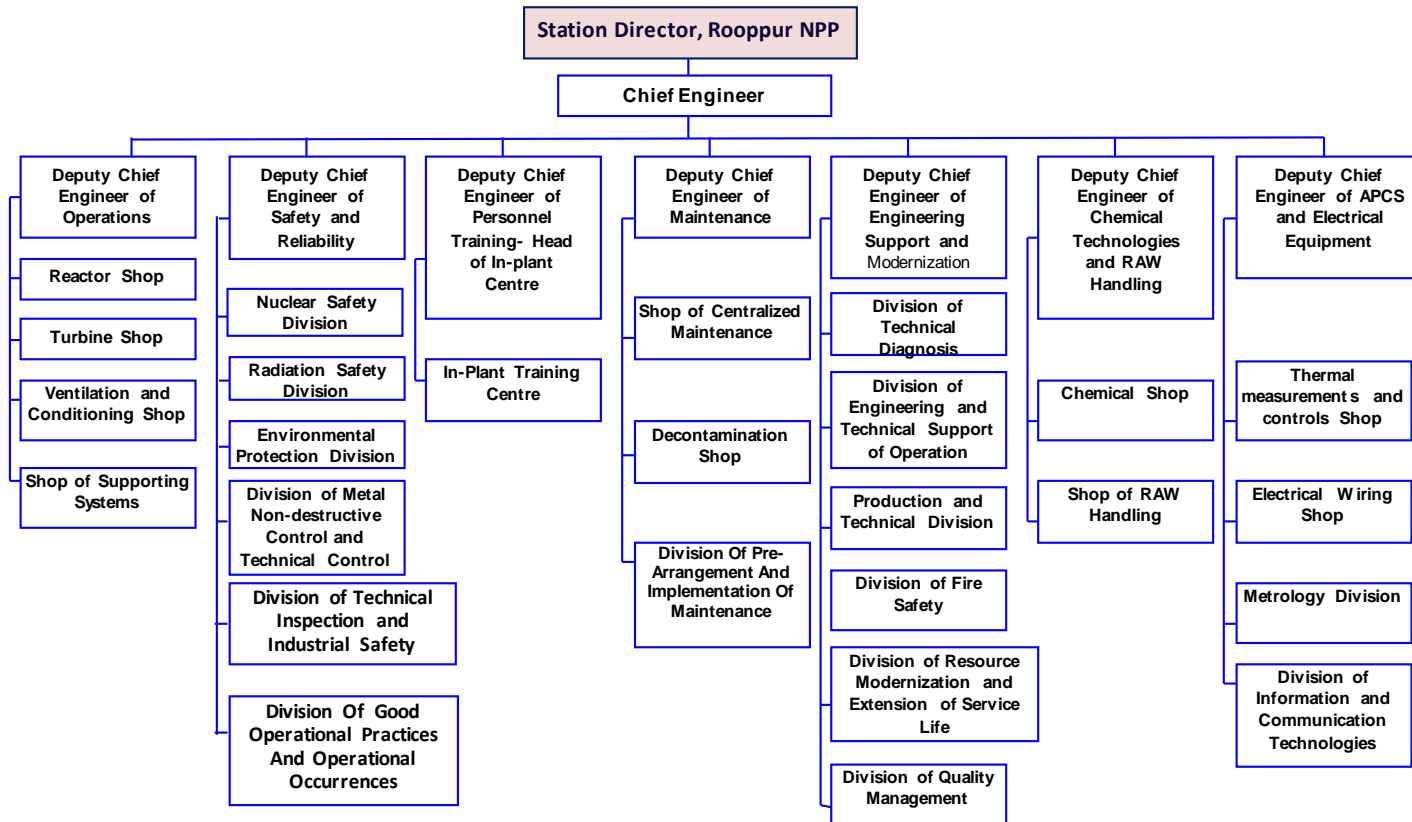 Station Director, Rooppur NPP
Chief Engineer
Deputy Chief
Engineer of
Operations
Reactor Shop
Turbine Shop
Ventilation and
Conditioning Shop
Shop of Supporting
Systems
Deputy Chief
Engineer of
Safety and
Reliability
Nuclear Safety
Division
Radiation Safety
Division
Environmental
Protection Division
Division of Metal
Non-destructive
Control and
Technical Control
Division of Technical
Inspection and
Industrial Safety
Division Of Good
Operational Practices
And Operational
Occurrences
Deputy Chief
Engineer of
Personnel
Training- Head
of In-plant
Centre
In-Plant Training
Centre
Deputy Chief
Engineer of
Maintenance
Shop of Centralized
Maintenance
Decontamination
Shop
Division Of Pre-
Arrangement And
Implementation Of
Maintenance
Deputy Chief
Engineer of
Engineering
Support and
Modernization
Division of
Technical
Diagnosis
Division of
Engineering and
Technical Support
of Operation
Production and
Technical Division
Division of Fire
Safety
Division of Resource
Modernization and
Extension of Service
Life
Division of Quality
Management
Deputy Chief
Engineer of
Chemical
Technologies
and RAW
Handling
Chemical Shop
Shop of RAW
Handling
Deputy Chief
Engineer of APCS
and Electrical
Equipment
Thermal
measurements and
controls Shop
Electrical Wiring
Shop
Metrology Division
Division of
Information and
Communication
Technologies